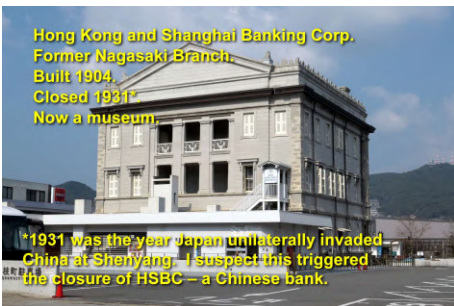 Hong Kong and Shanghai Banking Corp.
Former Nagasaki Branch.
Built 1904.
Closed 1931*.
Now a museum.
*1931 was the year Japan unilaterally invaded
China at Shenyang.  I suspect this triggered
the closure of HSBC – a Chinese bank.